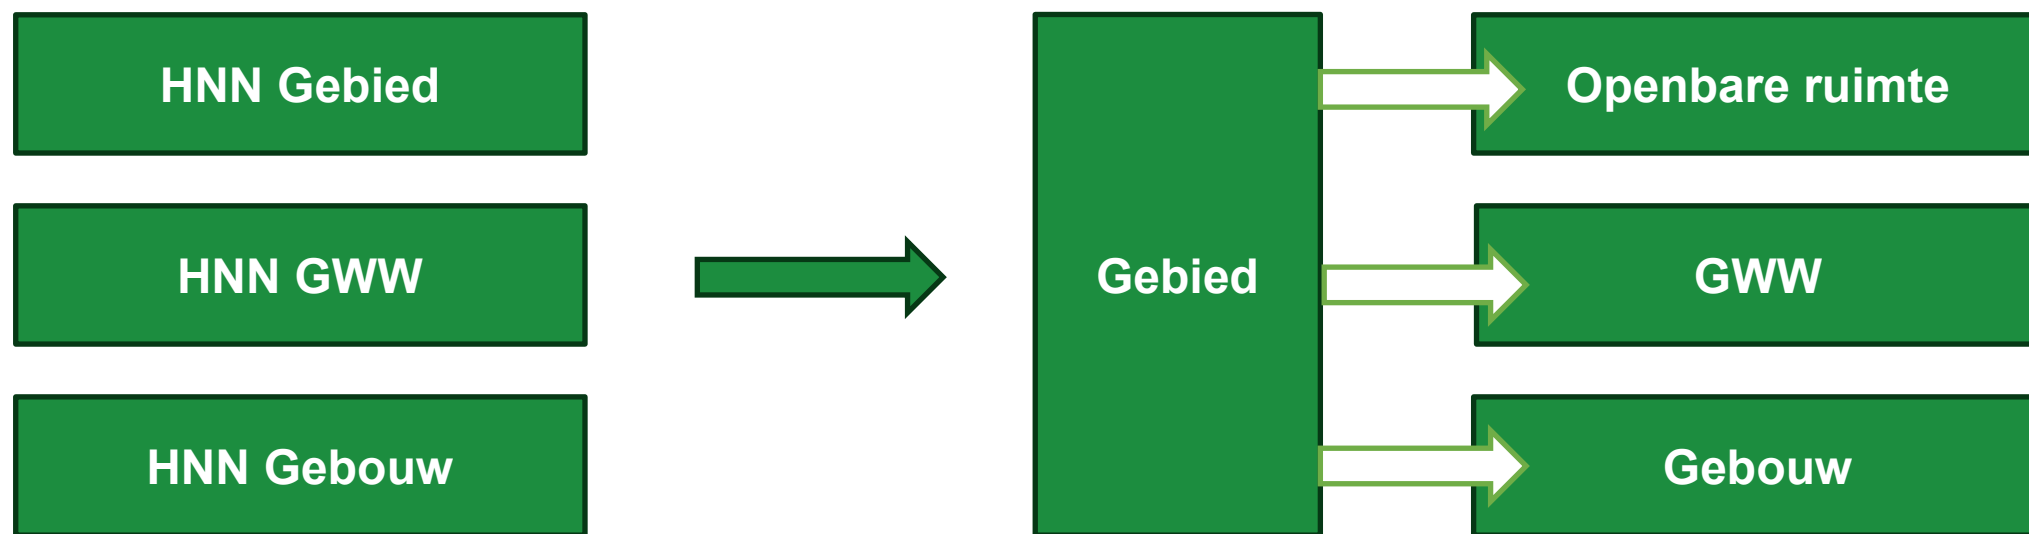 HNN Gebied
HNN GWW
HNN Gebouw
Gebied
Openbare ruimte
GWW
Gebouw